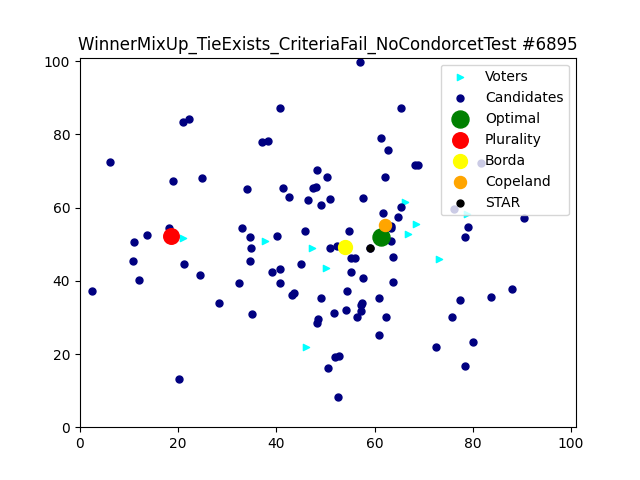 WinnerMixUp_TieExists_CriteriaFail_NoCondorcetTest #6895
100
80
60
40
20
0
0 20 40 60 80 100
Voters
Candidates
Optimal
Plurality
Borda
Copeland
STAR